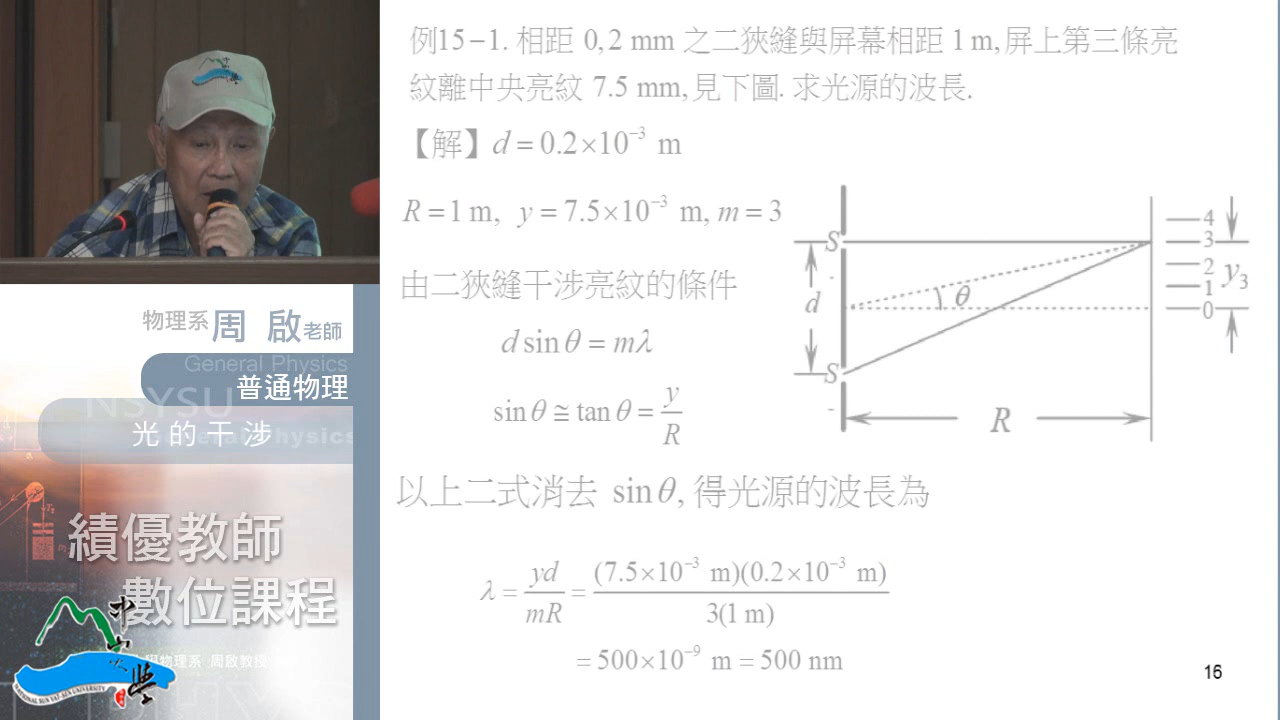 例15−1. 相距 0,2 mm 之二狹縫與屏幕相距 1 m, 屏上第三條亮
紋離中央亮紋 7.5 mm, 見下圖. 求光源的波長.
【解】d = 0.2×10⁻³ m
R = 1 m, y = 7.5×10⁻³ m, m = 3
由二狹縫干涉亮紋的條件
d sin θ = mλ
sin θ ≅ tan θ = y/R
以上二式消去 sin θ, 得光源的波長為
λ = yd/mR = (7.5×10⁻³ m)(0.2×10⁻³ m)/3(1 m)
= 500×10⁻⁹ m = 500 nm
S
S
d
θ
R
4
3
2
1
0
y₃
16
物理系 周 啟 老師
General Physics
普通物理
NSYSU
光的干涉
General Physics
績優教師
數位課程
NATIONAL SUN YAT-SEN UNIVERSITY